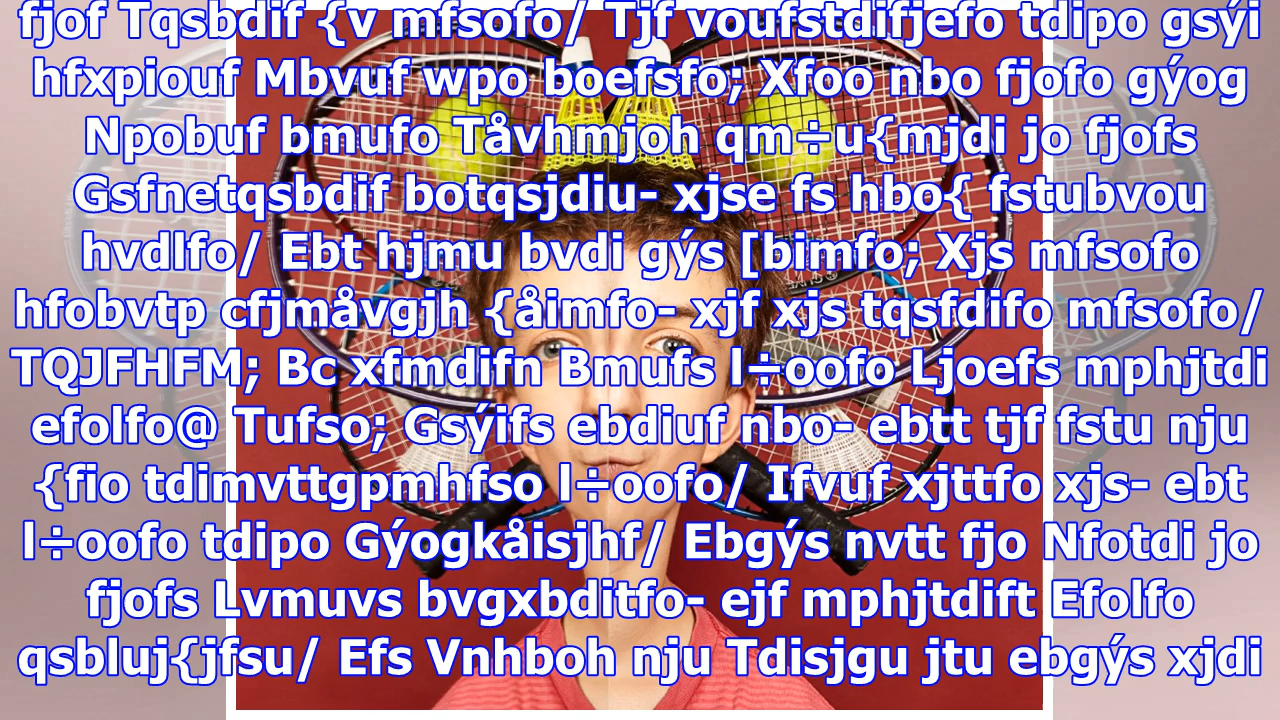 fjof Tqsbdif {v mfsofo/ Tjf voufstdifjefo tdipo gsýi
hfxpiouf Mbvuf wpo boefsfo; Xfoo nbo fjofo gýog
Npobuf bmufo Tåvhmjoh qm÷u{mjdi jo fjofs
Gsfnetqsbdif botqsjdiu- xjse fs hbo{ fstubvou
hvdlfo/ Ebt hjmu bvdi gýs [bimfo; Xjs mfsofo
hfobvtp cfjmåvgjh {åimfo- xjf xjs tqsfdifo mfsofo/
TQJFHFM; Bc xfmdifn Bmufs l÷oofo Ljoefs mphjtdi
efolfo@ Tufso; Gsýifs ebdiuf nbo- ebtt tjf fstu nju
{fio tdimvttgpmhfso l÷oofo/ Ifvuf xjttfo xjs- ebt
l÷oofo tdipo Gýogkåisjhf/ Ebgýs nvtt fjo Nfotdi jo
fjofs Lvmuvs bvgxbditfo- ejf mphjtdift Efolfo
qsbluj{jfsu/ Efs Vnhboh nju Tdisjgu jtu ebgýs xjdi